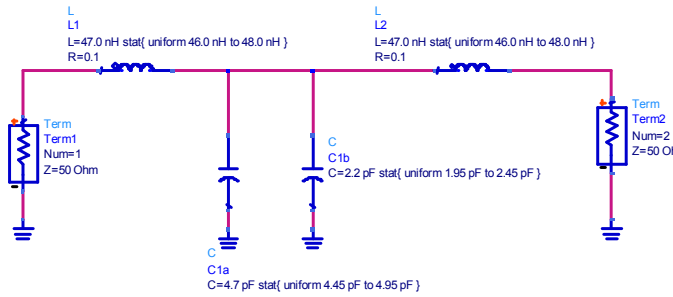 L
L1
L=47.0 nH stat{ uniform 46.0 nH to 48.0 nH }
R=0.1
L
L2
L=47.0 nH stat{ uniform 46.0 nH to 48.0 nH }
R=0.1
Term
Term1
Num=1
Z=50 Ohm
C
C1b
C=2.2 pF stat{ uniform 1.95 pF to 2.45 pF }
Term
Term2
Num=2
Z=50 Oh
C
C1a
C=4.7 pF stat{ uniform 4.45 pF to 4.95 pF }